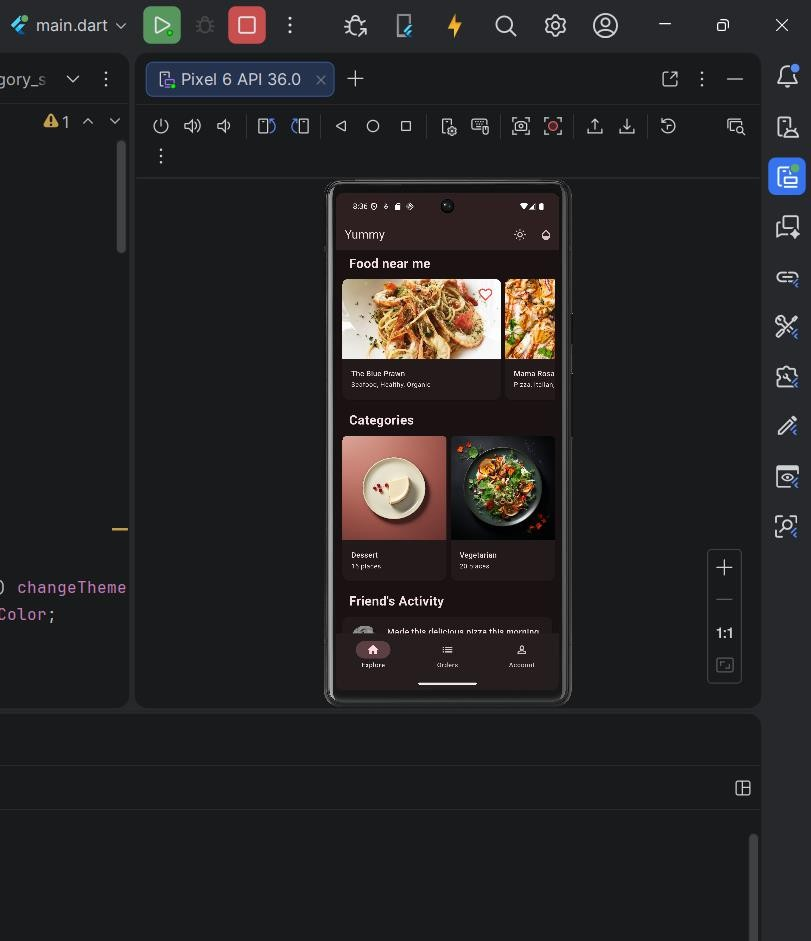 main.dart
gory_s
Pixel 6 API 36.0
1
8:36
Yummy
Food near me
The Blue Prawn
Seafood, Healthy, Organic
Mama Rosa
Pizza, Italian,
Categories
Dessert
16 places
Vegetarian
20 places
Friend's Activity
Made this delicious pizza this morning.
Explore
Orders
Account
) changeTheme
Color;
1:1